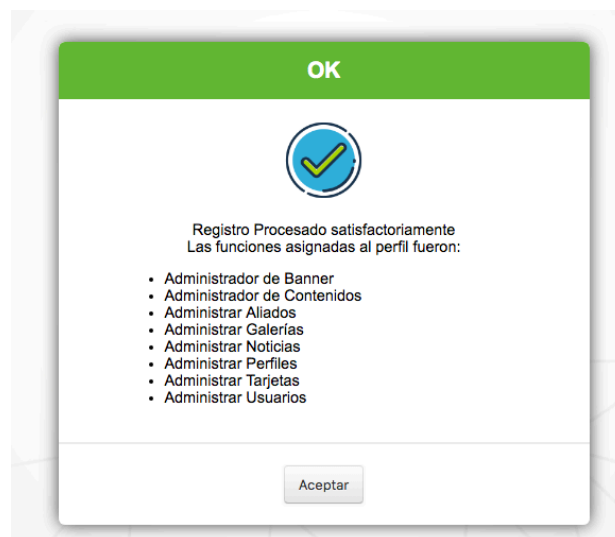 OK
Registro Procesado satisfactoriamente
Las funciones asignadas al perfil fueron:
• Administrador de Banner
• Administrador de Contenidos
• Administrar Aliados
• Administrar Galerías
• Administrar Noticias
• Administrar Perfiles
• Administrar Tarjetas
• Administrar Usuarios
Aceptar